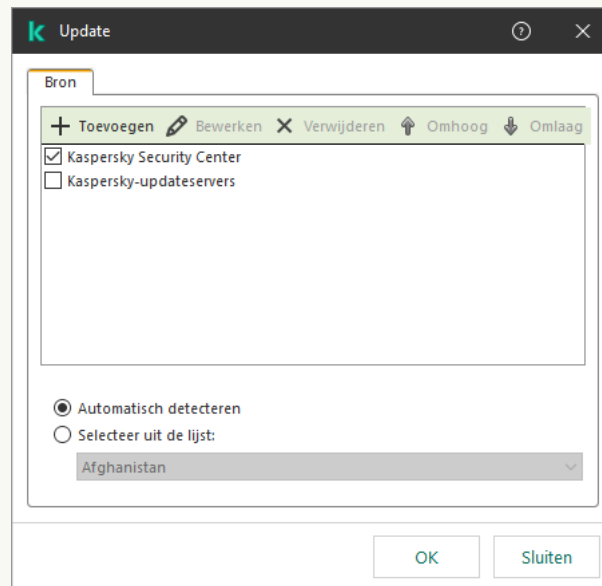 Update
Bron
Toevoegen Bewerken Verwijderen Omhoog Omlaag
Kaspersky Security Center
Kaspersky-updateservers
Automatisch detecteren
Selecteer uit de lijst:
Afghanistan
OK Sluiten